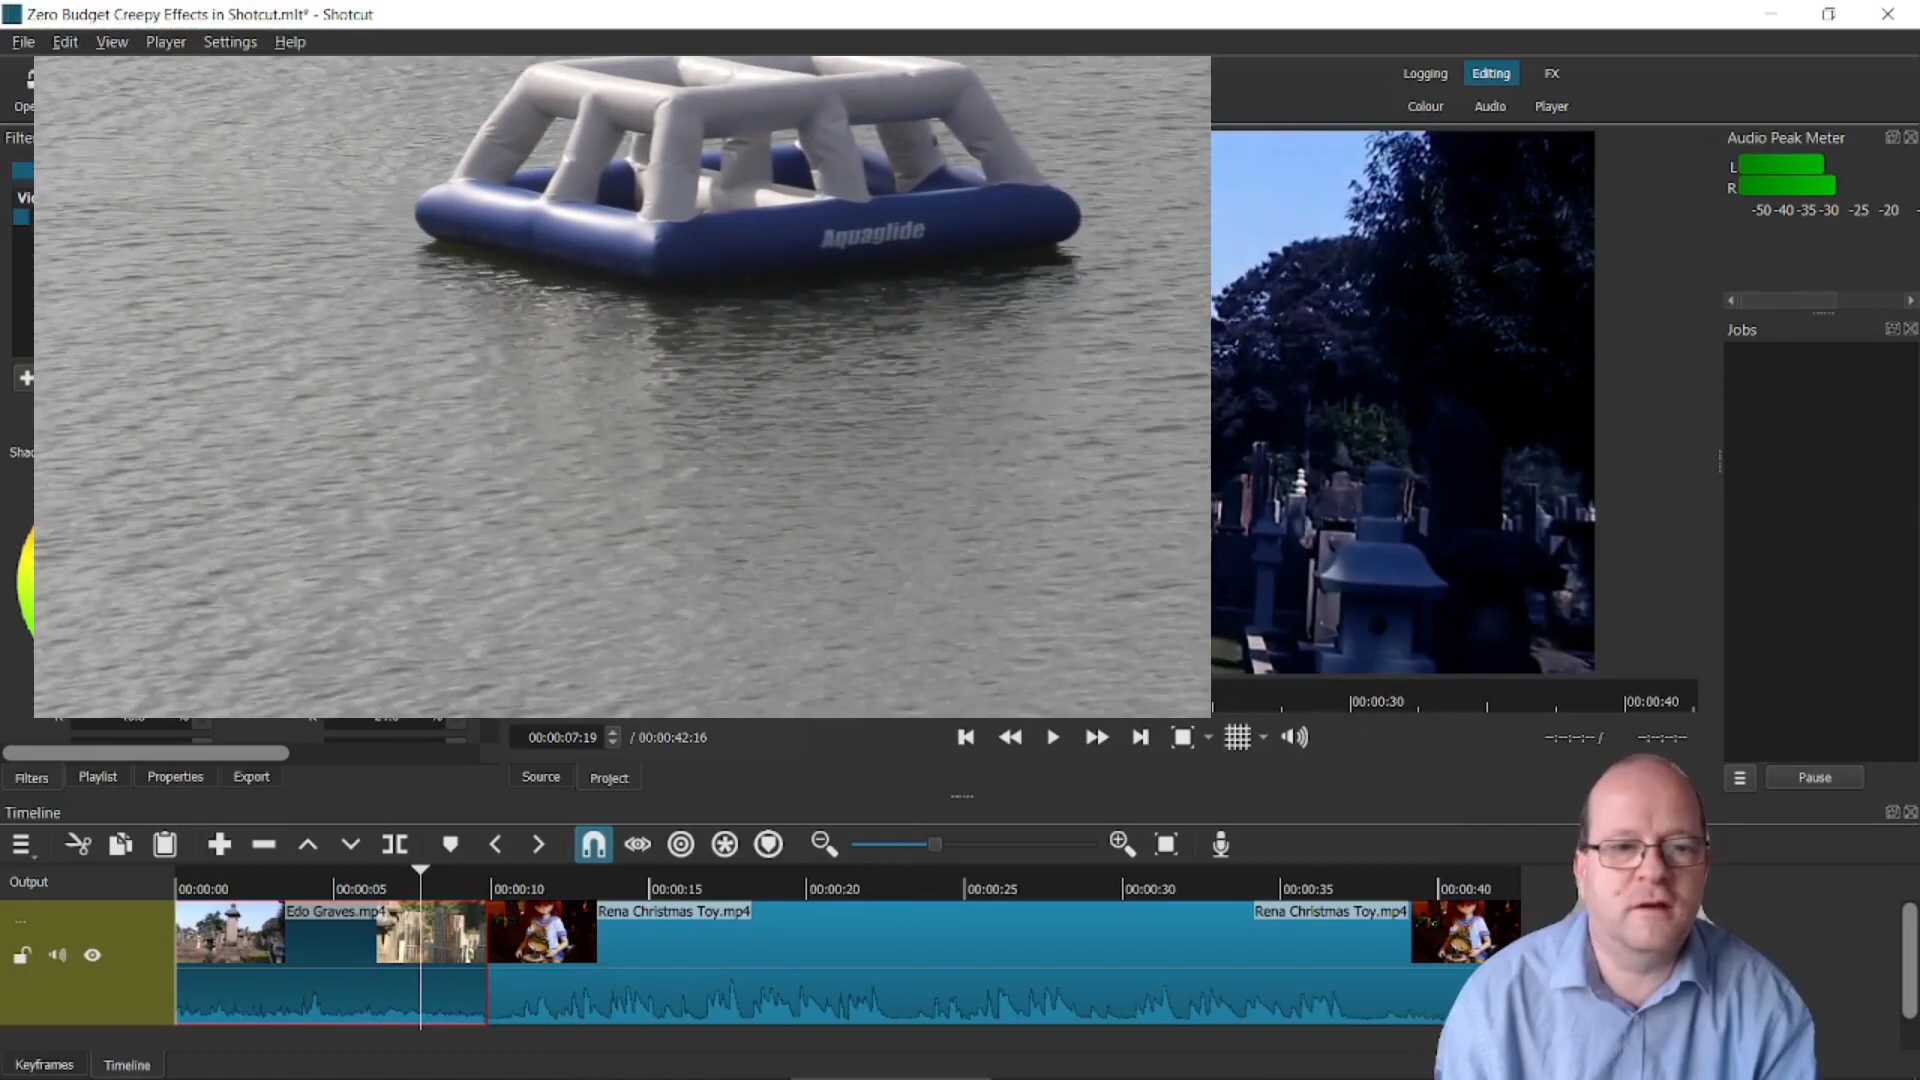 Zero Budget Creepy Effects in Shotcut.mlt* - Shotcut
File Edit View Player Settings Help
Logging Editing FX
Colour Audio Player
Audio Peak Meter
L
R
-50 -40 -35 -30 -25 -20
Jobs
Aquaglide
00:00:30 00:00:40
00:00:07:19 / 00:00:42:16
--:--:--:-- / --:--:--:--
Filters Playlist Properties Export
Source Project
Pause
Timeline
Output
00:00:00 00:00:05 00:00:10 00:00:15 00:00:20 00:00:25 00:00:30 00:00:35 00:00:40
Edo Graves.mp4 Rena Christmas Toy.mp4 Rena Christmas Toy.mp4
Keyframes Timeline